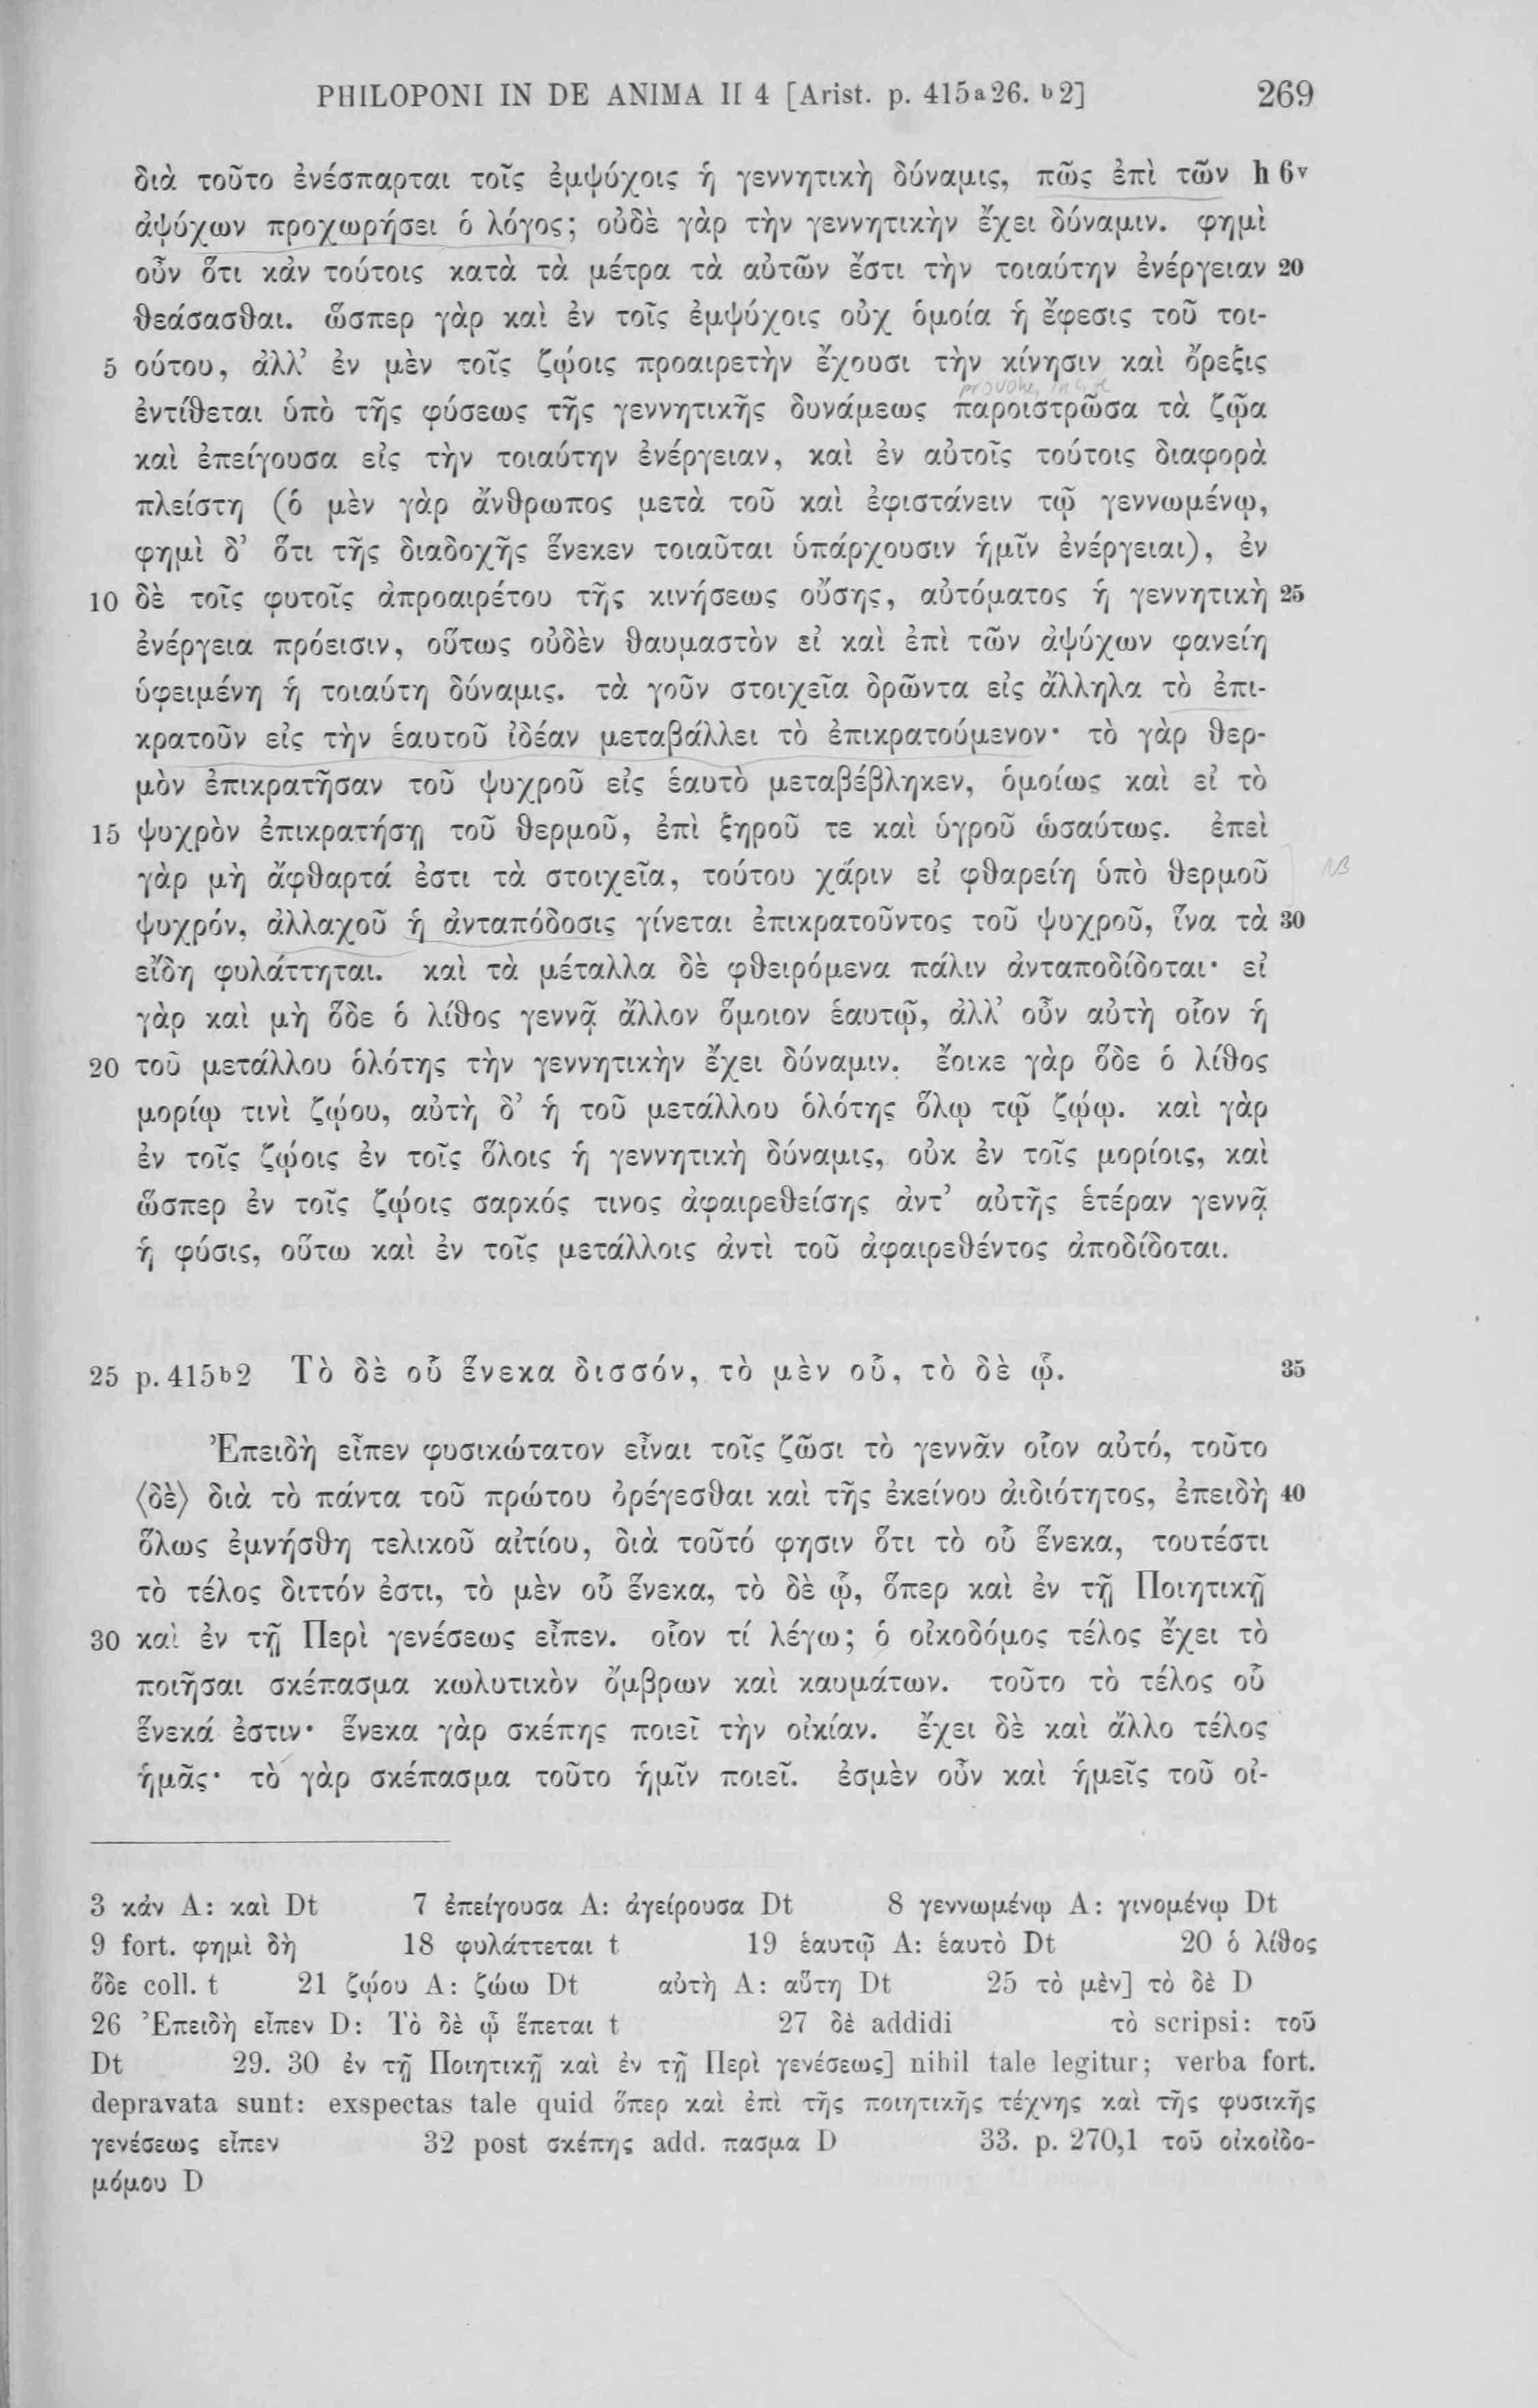 PHILOPONI IN DE ANIMA II 4 [Arist. p. 415a26. b2] 269
διὰ τοῦτο ἐνέσπαρται τοῖς ἐμψύχοις ἡ γεννητικὴ δύναμις, πῶς ἐπὶ τῶν h 6v
ἀψύχων προχωρήσει ὁ λόγος; οὐδὲ γὰρ τὴν γεννητικὴν ἔχει δύναμιν. φημὶ
οὖν ὅτι κἀν τούτοις κατὰ τὰ μέτρα τὰ αὐτῶν ἔστι τὴν τοιαύτην ἐνέργειαν 20
θεάσασθαι. ὥσπερ γὰρ καὶ ἐν τοῖς ἐμψύχοις οὐχ ὁμοία ἡ ἔφεσις τοῦ τοι-
5 ούτου, ἀλλ’ ἐν μὲν τοῖς ζῴοις προαιρετὴν ἔχουσι τὴν κίνησιν καὶ ὄρεξις
provoke, incite
ἐντίθεται ὑπὸ τῆς φύσεως τῆς γεννητικῆς δυνάμεως παροιστρῶσα τὰ ζῷα
καὶ ἐπείγουσα εἰς τὴν τοιαύτην ἐνέργειαν, καὶ ἐν αὐτοῖς τούτοις διαφορὰ
πλείστη (ὁ μὲν γὰρ ἄνθρωπος μετὰ τοῦ καὶ ἐφιστάνειν τῷ γεννωμένῳ,
φημὶ δ’ ὅτι τῆς διαδοχῆς ἕνεκεν τοιαῦται ὑπάρχουσιν ἡμῖν ἐνέργειαι), ἐν
10 δὲ τοῖς φυτοῖς ἀπροαιρέτου τῆς κινήσεως οὔσης, αὐτόματος ἡ γεννητικὴ 25
ἐνέργεια πρόεισιν, οὕτως οὐδὲν θαυμαστὸν εἰ καὶ ἐπὶ τῶν ἀψύχων φανείη
ὑφειμένη ἡ τοιαύτη δύναμις. τὰ γοῦν στοιχεῖα δρῶντα εἰς ἄλληλα τὸ ἐπι-
κρατοῦν εἰς τὴν ἑαυτοῦ ἰδέαν μεταβάλλει τὸ ἐπικρατούμενον· τὸ γὰρ θερ-
μὸν ἐπικρατῆσαν τοῦ ψυχροῦ εἰς ἑαυτὸ μεταβέβληκεν, ὁμοίως καὶ εἰ τὸ
15 ψυχρὸν ἐπικρατήσῃ τοῦ θερμοῦ, ἐπὶ ξηροῦ τε καὶ ὑγροῦ ὡσαύτως. ἐπεὶ
γὰρ μὴ ἄφθαρτά ἐστι τὰ στοιχεῖα, τούτου χάριν εἰ φθαρείη ὑπὸ θερμοῦ NB
ψυχρόν, ἀλλαχοῦ ἡ ἀνταπόδοσις γίνεται ἐπικρατοῦντος τοῦ ψυχροῦ, ἵνα τὰ 30
εἴδη φυλάττηται. καὶ τὰ μέταλλα δὲ φθειρόμενα πάλιν ἀνταποδίδοται· εἰ
γὰρ καὶ μὴ ὅδε ὁ λίθος γεννᾷ ἄλλον ὅμοιον ἑαυτῷ, ἀλλ’ οὖν αὐτὴ οἷον ἡ
20 τοῦ μετάλλου ὁλότης τὴν γεννητικὴν ἔχει δύναμιν. ἔοικε γὰρ ὅδε ὁ λίθος
μορίῳ τινὶ ζῴου, αὐτὴ δ’ ἡ τοῦ μετάλλου ὁλότης ὅλῳ τῷ ζῴῳ. καὶ γὰρ
ἐν τοῖς ζῴοις ἐν τοῖς ὅλοις ἡ γεννητικὴ δύναμις, οὐκ ἐν τοῖς μορίοις, καὶ
ὥσπερ ἐν τοῖς ζῴοις σαρκός τινος ἀφαιρεθείσης ἀντ’ αὐτῆς ἑτέραν γεννᾷ
ἡ φύσις, οὕτω καὶ ἐν τοῖς μετάλλοις ἀντὶ τοῦ ἀφαιρεθέντος ἀποδίδοται.
25 p. 415b2 Τὸ δὲ οὗ ἕνεκα δισσόν, τὸ μὲν οὗ, τὸ δὲ ᾧ. 35
Ἐπειδὴ εἶπεν φυσικώτατον εἶναι τοῖς ζῶσι τὸ γεννᾶν οἷον αὐτό, τοῦτο
⟨δὲ⟩ διὰ τὸ πάντα τοῦ πρώτου ὀρέγεσθαι καὶ τῆς ἐκείνου ἀιδιότητος, ἐπειδὴ 40
ὅλως ἐμνήσθη τελικοῦ αἰτίου, διὰ τοῦτό φησιν ὅτι τὸ οὗ ἕνεκα, τουτέστι
τὸ τέλος διττόν ἐστι, τὸ μὲν οὗ ἕνεκα, τὸ δὲ ᾧ, ὅπερ καὶ ἐν τῇ Ποιητικῇ
30 καὶ ἐν τῇ Περὶ γενέσεως εἶπεν. οἷον τί λέγω; ὁ οἰκοδόμος τέλος ἔχει τὸ
ποιῆσαι σκέπασμα κωλυτικὸν ὄμβρων καὶ καυμάτων. τοῦτο τὸ τέλος οὗ
ἕνεκά ἐστιν· ἕνεκα γὰρ σκέπης ποιεῖ τὴν οἰκίαν. ἔχει δὲ καὶ ἄλλο τέλος
ἡμᾶς· τὸ γὰρ σκέπασμα τοῦτο ἡμῖν ποιεῖ. ἐσμὲν οὖν καὶ ἡμεῖς τοῦ οἰ-
3 κἀν A: καὶ Dt 7 ἐπείγουσα A: ἀγείρουσα Dt 8 γεννωμένῳ A: γινομένῳ Dt
9 fort. φημὶ δὴ 18 φυλάττεται t 19 ἑαυτῷ A: ἑαυτὸ Dt 20 ὁ λίθος
ὅδε coll. t 21 ζῴου A: ζώω Dt αὐτὴ A: αὕτη Dt 25 τὸ μὲν] τὸ δὲ D
26 Ἐπειδὴ εἶπεν D: Τὸ δὲ ᾧ ἕπεται t 27 δὲ addidi τὸ scripsi: τοῦ
Dt 29. 30 ἐν τῇ Ποιητικῇ καὶ ἐν τῇ Περὶ γενέσεως] nihil tale legitur; verba fort.
depravata sunt: exspectas tale quid ὅπερ καὶ ἐπὶ τῆς ποιητικῆς τέχνης καὶ τῆς φυσικῆς
γενέσεως εἶπεν 32 post σκέπης add. πασμα D 33. p. 270,1 τοῦ οἰκοίδο-
μόμου D